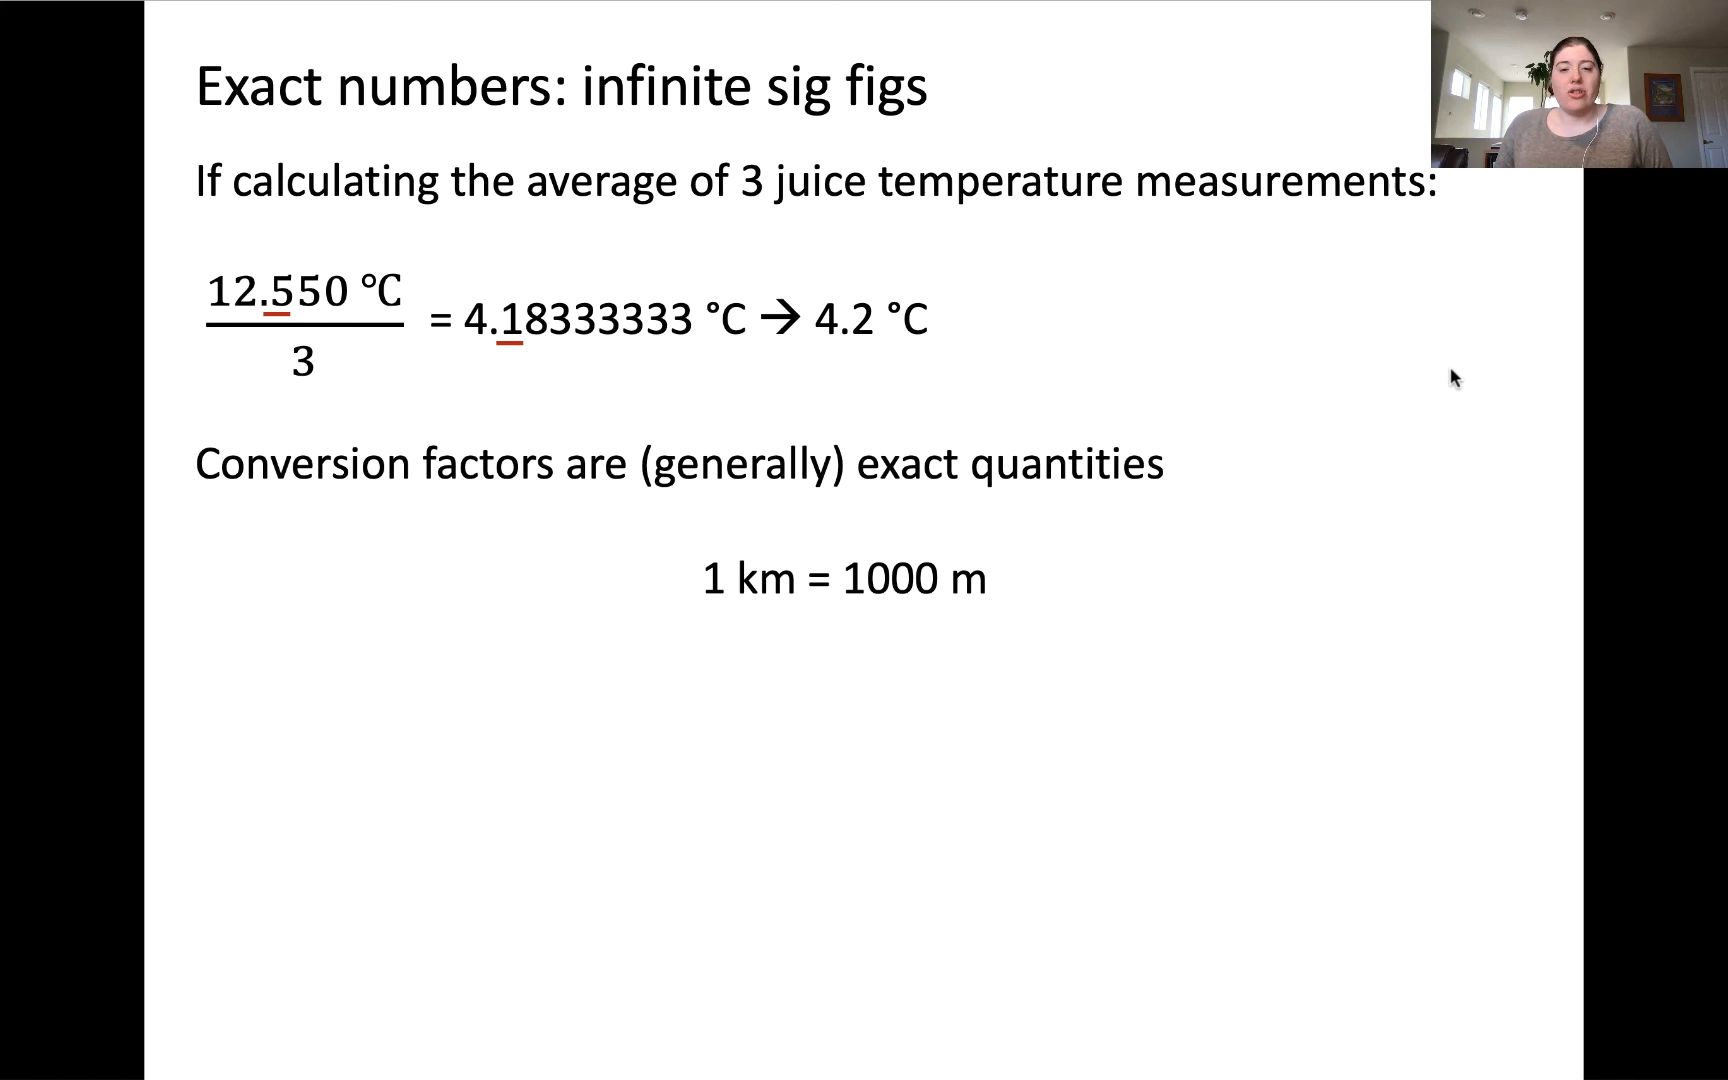 Exact numbers: infinite sig figs
If calculating the average of 3 juice temperature measurements:
12.550 °C
3
= 4.18333333 °C → 4.2 °C
Conversion factors are (generally) exact quantities
1 km = 1000 m